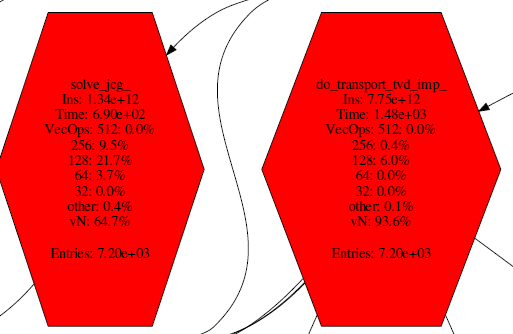 solve_jcg_
Ins: 1.34e+12
Time: 6.90e+02
VecOps: 512: 0.0%
256: 9.5%
128: 21.7%
64: 3.7%
32: 0.0%
other: 0.4%
vN: 64.7%
Entries: 7.20e+03
do_transport_tvd_imp_
Ins: 7.75e+12
Time: 1.48e+03
VecOps: 512: 0.0%
256: 0.4%
128: 6.0%
64: 0.0%
32: 0.0%
other: 0.1%
vN: 93.6%
Entries: 7.20e+03